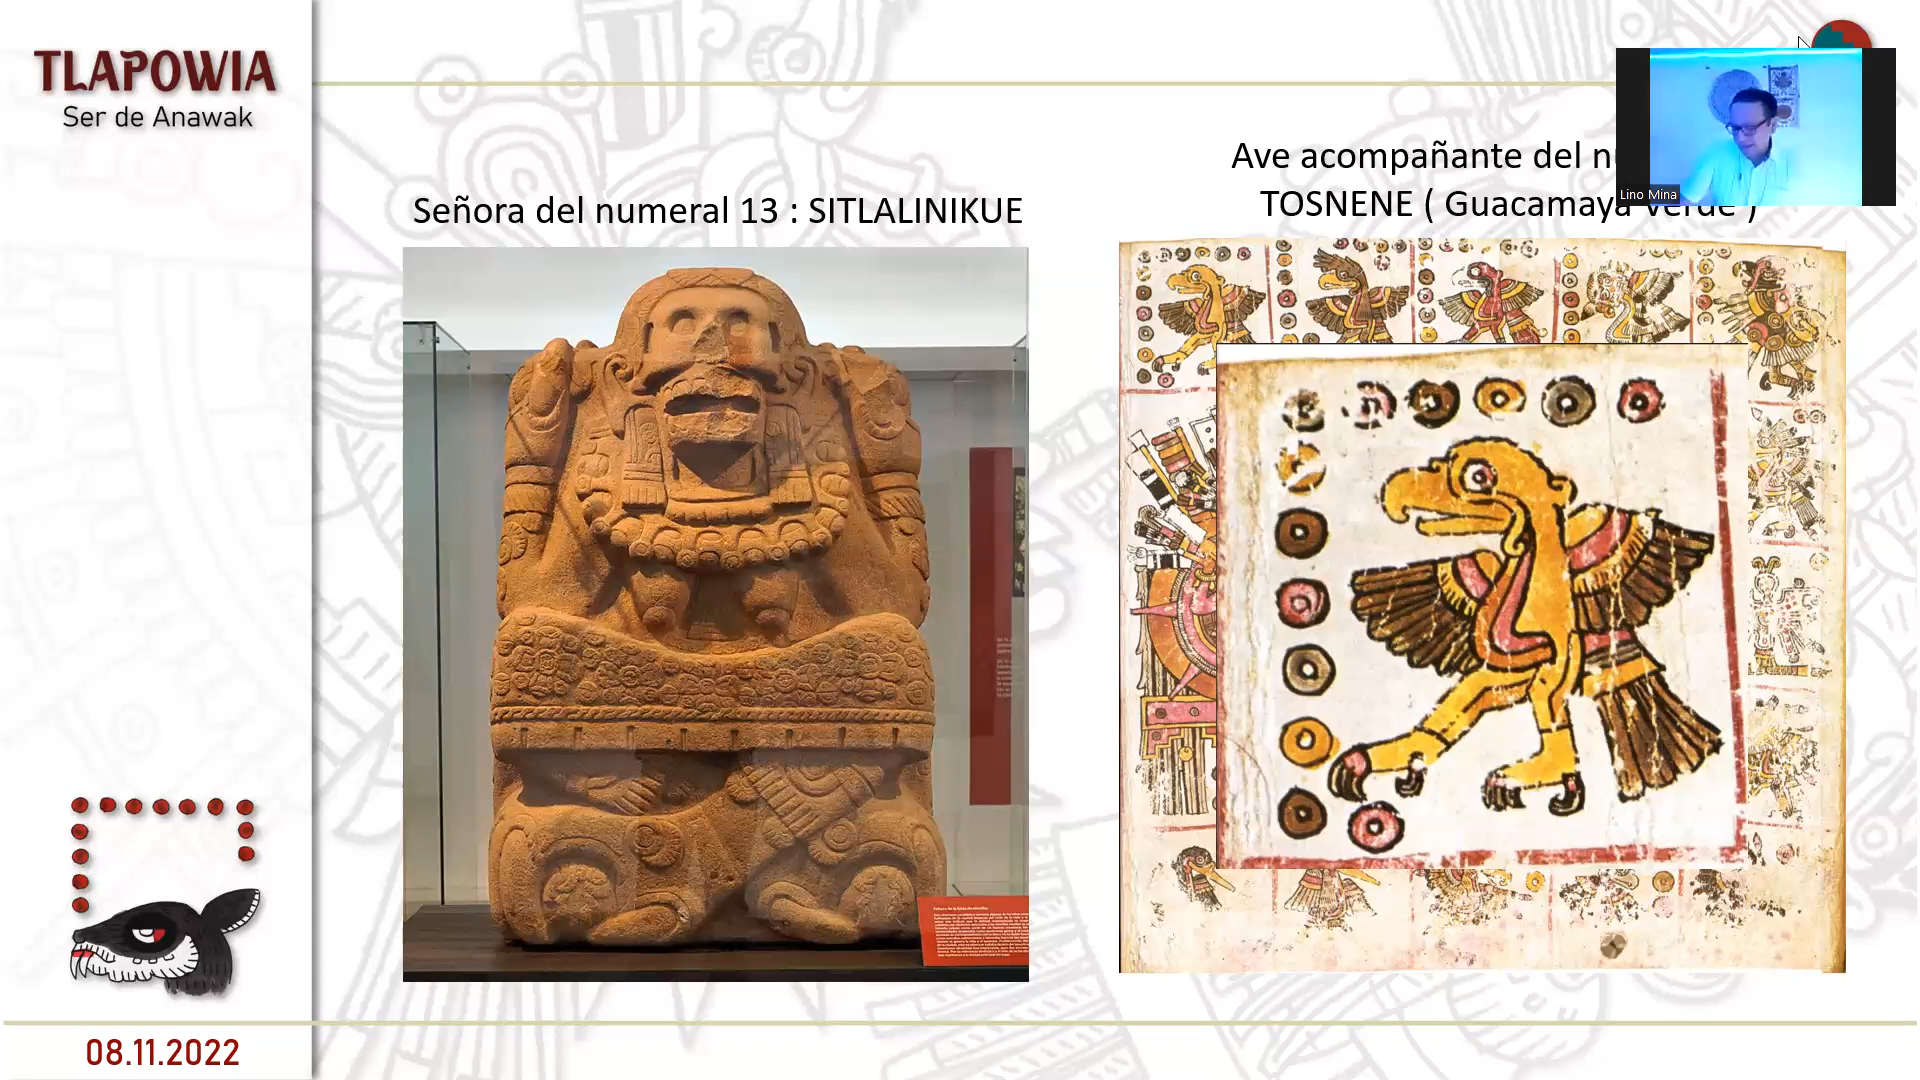 TLAPOWIA
Ser de Anawak
Señora del numeral 13 : SITLALINIKUE
Ave acompañante del
TOSNENE ( Guacamaya Verde )
Lino Mina
08.11.2022